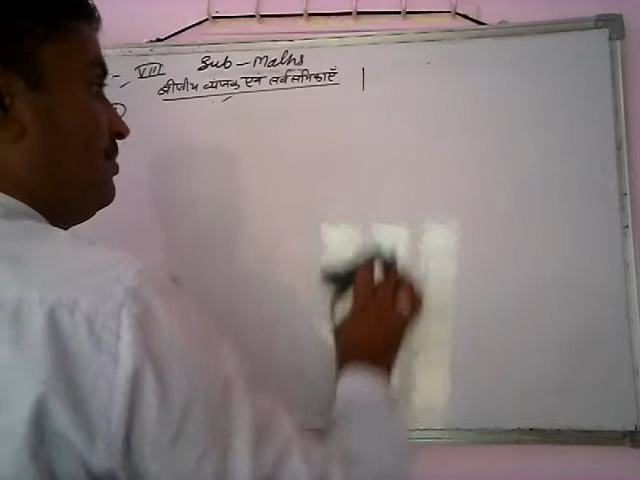 - VIII Sub - Maths
बीजीय व्यंजक एवं सर्वसमिकाएँ |